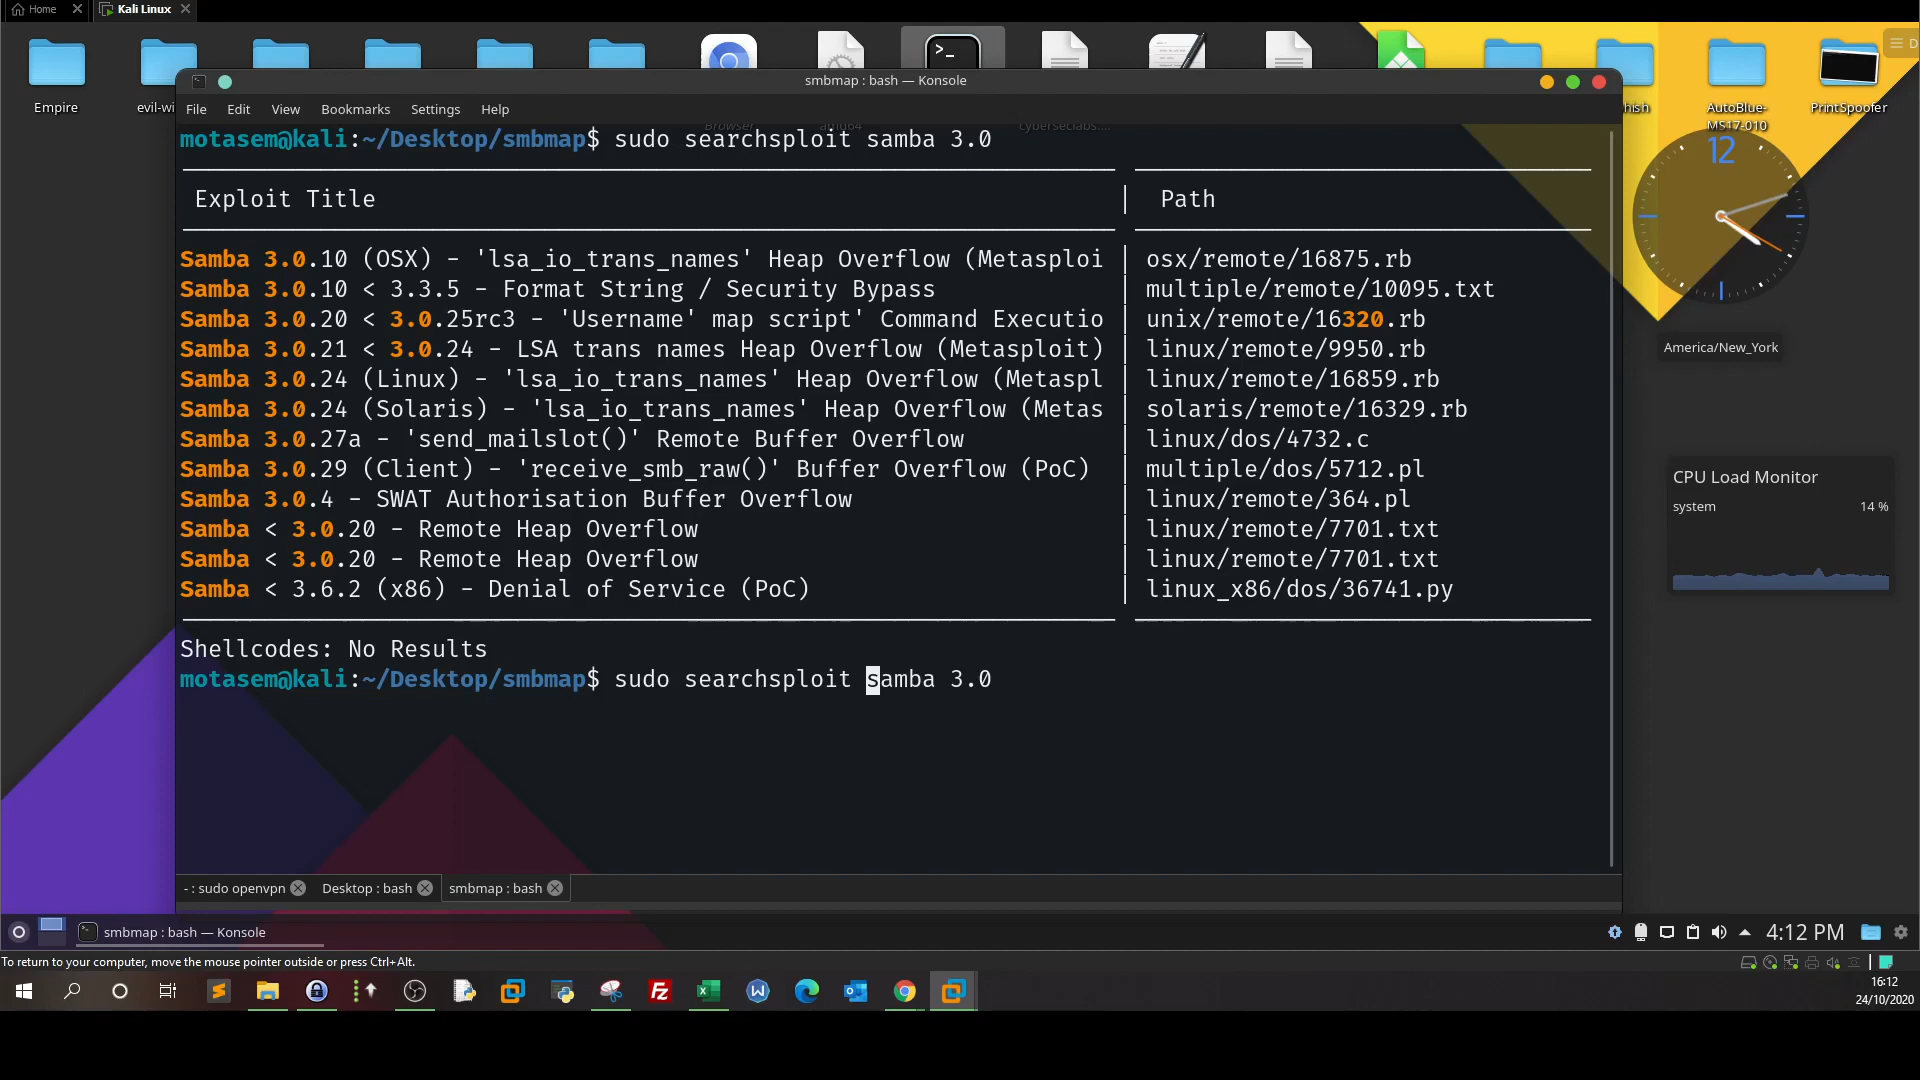 Home
Kali Linux
Empire
evil-wi
hish
AutoBlue-
MS17-010
PrintSpoofer
D
smbmap : bash — Konsole
File Edit View Bookmarks Settings Help
Browser
amd64
cyberseclabs....
motasem@kali:~/Desktop/smbmap$ sudo searchsploit samba 3.0
Exploit Title | Path
Samba 3.0.10 (OSX) - 'lsa_io_trans_names' Heap Overflow (Metasploi | osx/remote/16875.rb
Samba 3.0.10 < 3.3.5 - Format String / Security Bypass | multiple/remote/10095.txt
Samba 3.0.20 < 3.0.25rc3 - 'Username' map script' Command Executio | unix/remote/16320.rb
Samba 3.0.21 < 3.0.24 - LSA trans names Heap Overflow (Metasploit) | linux/remote/9950.rb
Samba 3.0.24 (Linux) - 'lsa_io_trans_names' Heap Overflow (Metaspl | linux/remote/16859.rb
Samba 3.0.24 (Solaris) - 'lsa_io_trans_names' Heap Overflow (Metas | solaris/remote/16329.rb
Samba 3.0.27a - 'send_mailslot()' Remote Buffer Overflow | linux/dos/4732.c
Samba 3.0.29 (Client) - 'receive_smb_raw()' Buffer Overflow (PoC) | multiple/dos/5712.pl
Samba 3.0.4 - SWAT Authorisation Buffer Overflow | linux/remote/364.pl
Samba < 3.0.20 - Remote Heap Overflow | linux/remote/7701.txt
Samba < 3.0.20 - Remote Heap Overflow | linux/remote/7701.txt
Samba < 3.6.2 (x86) - Denial of Service (PoC) | linux_x86/dos/36741.py
Shellcodes: No Results
motasem@kali:~/Desktop/smbmap$ sudo searchsploit samba 3.0
12
America/New_York
CPU Load Monitor
system 14 %
- : sudo openvpn
Desktop : bash
smbmap : bash
smbmap : bash — Konsole
4:12 PM
To return to your computer, move the mouse pointer outside or press Ctrl+Alt.
16:12
24/10/2020